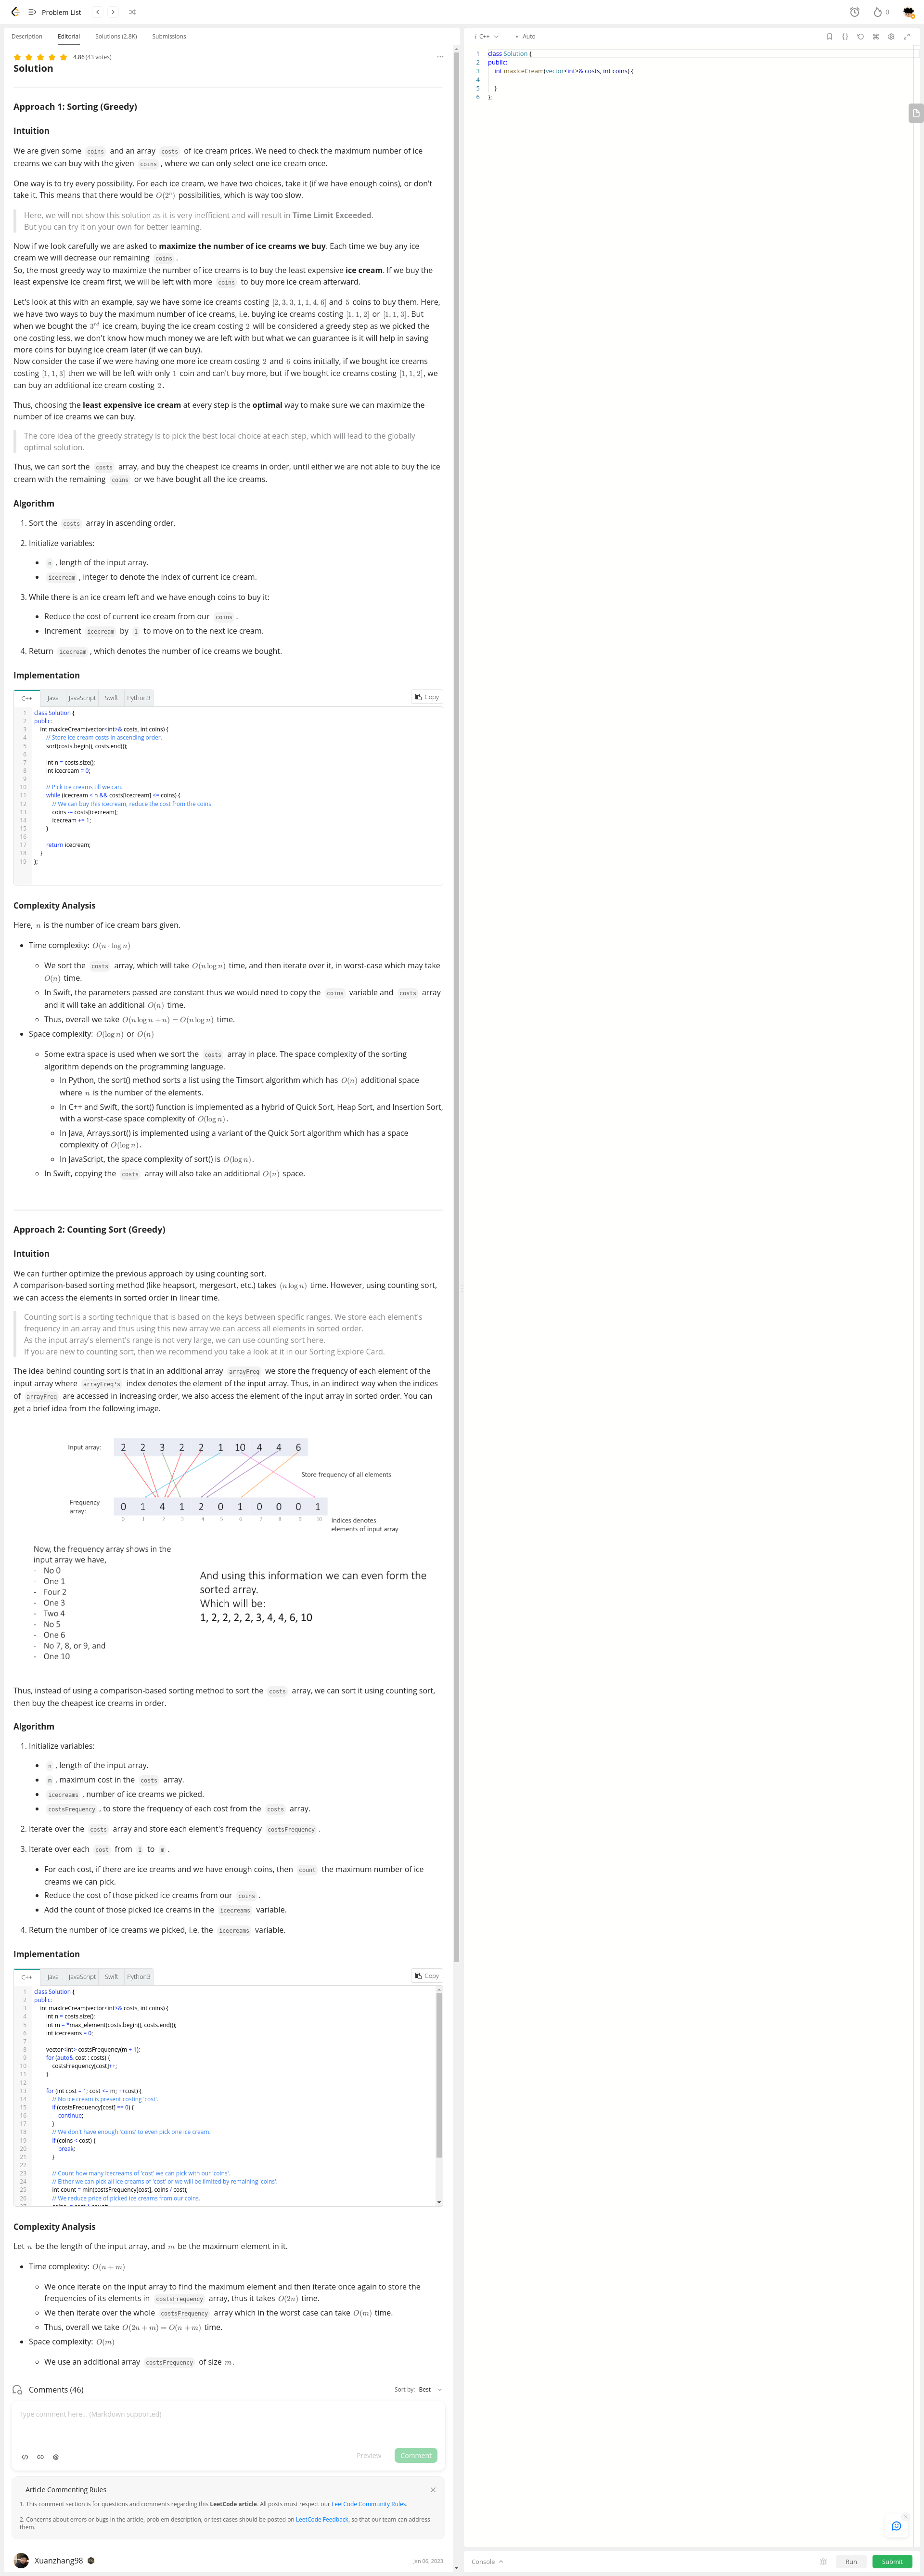 Problem List
0
Description Editorial Solutions (2.8K) Submissions
4.86 (43 votes)
Solution
Approach 1: Sorting (Greedy)
Intuition
We are given some coins and an array costs of ice cream prices. We need to check the maximum number of ice
creams we can buy with the given coins , where we can only select one ice cream once.
One way is to try every possibility. For each ice cream, we have two choices, take it (if we have enough coins), or don't
take it. This means that there would be O(2ⁿ) possibilities, which is way too slow.
Here, we will not show this solution as it is very inefficient and will result in Time Limit Exceeded.
But you can try it on your own for better learning.
Now if we look carefully we are asked to maximize the number of ice creams we buy. Each time we buy any ice
cream we will decrease our remaining coins .
So, the most greedy way to maximize the number of ice creams is to buy the least expensive ice cream. If we buy the
least expensive ice cream first, we will be left with more coins to buy more ice cream afterward.
Let's look at this with an example, say we have some ice creams costing [2, 3, 3, 1, 1, 4, 6] and 5 coins to buy them. Here,
we have two ways to buy the maximum number of ice creams, i.e. buying ice creams costing [1, 1, 2] or [1, 1, 3]. But
when we bought the 3ʳᵈ ice cream, buying the ice cream costing 2 will be considered a greedy step as we picked the
one costing less, we don't know how much money we are left with but what we can guarantee is it will help in saving
more coins for buying ice cream later (if we can buy).
Now consider the case if we were having one more ice cream costing 2 and 6 coins initially, if we bought ice creams
costing [1, 1, 3] then we will be left with only 1 coin and can't buy more, but if we bought ice creams costing [1, 1, 2], we
can buy an additional ice cream costing 2.
Thus, choosing the least expensive ice cream at every step is the optimal way to make sure we can maximize the
number of ice creams we can buy.
The core idea of the greedy strategy is to pick the best local choice at each step, which will lead to the globally
optimal solution.
Thus, we can sort the costs array, and buy the cheapest ice creams in order, until either we are not able to buy the ice
cream with the remaining coins or we have bought all the ice creams.
Algorithm
1. Sort the costs array in ascending order.
2. Initialize variables:
• n , length of the input array.
• icecream , integer to denote the index of current ice cream.
3. While there is an ice cream left and we have enough coins to buy it:
• Reduce the cost of current ice cream from our coins .
• Increment icecream by 1 to move on to the next ice cream.
4. Return icecream , which denotes the number of ice creams we bought.
Implementation
C++ Java JavaScript Swift Python3 Copy
1 class Solution {
2 public:
3 int maxIceCream(vector<int>& costs, int coins) {
4 // Store ice cream costs in ascending order.
5 sort(costs.begin(), costs.end());
6
7 int n = costs.size();
8 int icecream = 0;
9
10 // Pick ice creams till we can.
11 while (icecream < n && costs[icecream] <= coins) {
12 // We can buy this icecream, reduce the cost from the coins.
13 coins -= costs[icecream];
14 icecream += 1;
15 }
16
17 return icecream;
18 }
19 };
Complexity Analysis
Here, n is the number of ice cream bars given.
• Time complexity: O(n · log n)
◦ We sort the costs array, which will take O(n log n) time, and then iterate over it, in worst-case which may take
O(n) time.
◦ In Swift, the parameters passed are constant thus we would need to copy the coins variable and costs array
and it will take an additional O(n) time.
◦ Thus, overall we take O(n log n + n) = O(n log n) time.
• Space complexity: O(log n) or O(n)
◦ Some extra space is used when we sort the costs array in place. The space complexity of the sorting
algorithm depends on the programming language.
◦ In Python, the sort() method sorts a list using the Timsort algorithm which has O(n) additional space
where n is the number of the elements.
◦ In C++ and Swift, the sort() function is implemented as a hybrid of Quick Sort, Heap Sort, and Insertion Sort,
with a worst-case space complexity of O(log n).
◦ In Java, Arrays.sort() is implemented using a variant of the Quick Sort algorithm which has a space
complexity of O(log n).
◦ In JavaScript, the space complexity of sort() is O(log n).
◦ In Swift, copying the costs array will also take an additional O(n) space.
Approach 2: Counting Sort (Greedy)
Intuition
We can further optimize the previous approach by using counting sort.
A comparison-based sorting method (like heapsort, mergesort, etc.) takes (n log n) time. However, using counting sort,
we can access the elements in sorted order in linear time.
Counting sort is a sorting technique that is based on the keys between specific ranges. We store each element's
frequency in an array and thus using this new array we can access all elements in sorted order.
As the input array's element's range is not very large, we can use counting sort here.
If you are new to counting sort, then we recommend you take a look at it in our Sorting Explore Card.
The idea behind counting sort is that in an additional array arrayFreq we store the frequency of each element of the
input array where arrayFreq's index denotes the element of the input array. Thus, in an indirect way when the indices
of arrayFreq are accessed in increasing order, we also access the element of the input array in sorted order. You can
get a brief idea from the following image.
Input array: 2 2 3 2 2 1 10 4 4 6
Store frequency of all elements
Frequency
array:
0 1 4 1 2 0 1 0 0 0 1
0 1 2 3 4 5 6 7 8 9 10
Indices denotes
elements of input array
Now, the frequency array shows in the
input array we have,
- No 0
- One 1
- Four 2
- One 3
- Two 4
- No 5
- One 6
- No 7, 8, or 9, and
- One 10
And using this information we can even form the
sorted array.
Which will be:
1, 2, 2, 2, 2, 3, 4, 4, 6, 10
Thus, instead of using a comparison-based sorting method to sort the costs array, we can sort it using counting sort,
then buy the cheapest ice creams in order.
Algorithm
1. Initialize variables:
• n , length of the input array.
• m , maximum cost in the costs array.
• icecreams , number of ice creams we picked.
• costsFrequency , to store the frequency of each cost from the costs array.
2. Iterate over the costs array and store each element's frequency costsFrequency .
3. Iterate over each cost from 1 to m .
• For each cost, if there are ice creams and we have enough coins, then count the maximum number of ice
creams we can pick.
• Reduce the cost of those picked ice creams from our coins .
• Add the count of those picked ice creams in the icecreams variable.
4. Return the number of ice creams we picked, i.e. the icecreams variable.
Implementation
C++ Java JavaScript Swift Python3 Copy
1 class Solution {
2 public:
3 int maxIceCream(vector<int>& costs, int coins) {
4 int n = costs.size();
5 int m = *max_element(costs.begin(), costs.end());
6 int icecreams = 0;
7
8 vector<int> costsFrequency(m + 1);
9 for (auto& cost : costs) {
10 costsFrequency[cost]++;
11 }
12
13 for (int cost = 1; cost <= m; ++cost) {
14 // No ice cream is present costing 'cost'.
15 if (costsFrequency[cost] == 0) {
16 continue;
17 }
18 // We don't have enough 'coins' to even pick one ice cream.
19 if (coins < cost) {
20 break;
21 }
22
23 // Count how many icecreams of 'cost' we can pick with our 'coins'.
24 // Either we can pick all ice creams of 'cost' or we will be limited by remaining 'coins'.
25 int count = min(costsFrequency[cost], coins / cost);
26 // We reduce price of picked ice creams from our coins.
Complexity Analysis
Let n be the length of the input array, and m be the maximum element in it.
• Time complexity: O(n + m)
◦ We once iterate on the input array to find the maximum element and then iterate once again to store the
frequencies of its elements in costsFrequency array, thus it takes O(2n) time.
◦ We then iterate over the whole costsFrequency array which in the worst case can take O(m) time.
◦ Thus, overall we take O(2n + m) = O(n + m) time.
• Space complexity: O(m)
◦ We use an additional array costsFrequency of size m.
Comments (46) Sort by: Best
Type comment here... (Markdown supported)
Preview Comment
Article Commenting Rules
1. This comment section is for questions and comments regarding this LeetCode article. All posts must respect our LeetCode Community Rules.
2. Concerns about errors or bugs in the article, problem description, or test cases should be posted on LeetCode Feedback, so that our team can address
them.
Xuanzhang98 Jan 06, 2023
i C++ • Auto
1 class Solution {
2 public:
3 int maxIceCream(vector<int>& costs, int coins) {
4
5 }
6 };
Console Run Submit